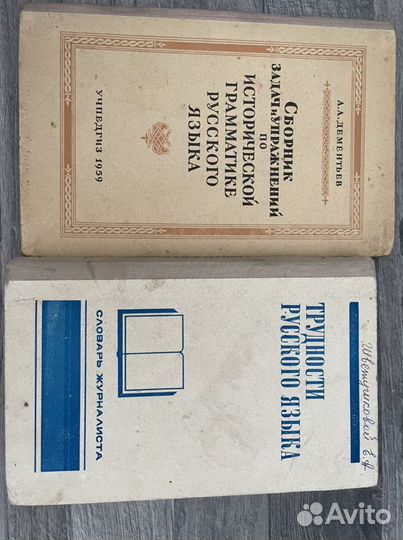 А.А. ДЕМЕНТЬЕВ
СБОРНИК
ЗАДАЧ И УПРАЖНЕНИЙ
ПО
ИСТОРИЧЕСКОЙ
ГРАММАТИКЕ
РУССКОГО
ЯЗЫКА
УЧПЕДГИЗ 1959
ТРУДНОСТИ
РУССКОГО ЯЗЫКА
СЛОВАРЬ ЖУРНАЛИСТА
Avito